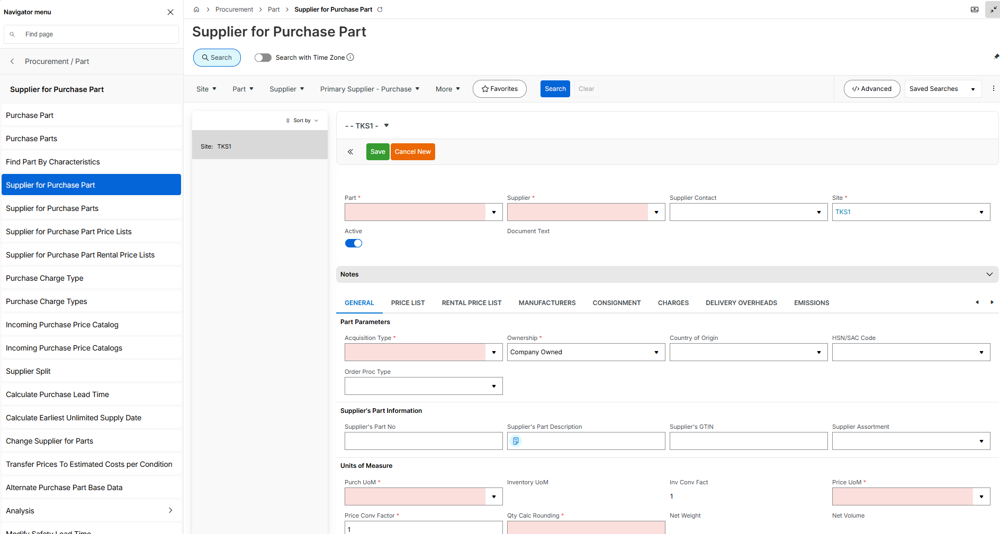 Navigator menu
Find page
Procurement / Part
Supplier for Purchase Part
Purchase Part
Purchase Parts
Find Part By Characteristics
Supplier for Purchase Part
Supplier for Purchase Parts
Supplier for Purchase Part Price Lists
Supplier for Purchase Part Rental Price Lists
Purchase Charge Type
Purchase Charge Types
Incoming Purchase Price Catalog
Incoming Purchase Price Catalogs
Supplier Split
Calculate Purchase Lead Time
Calculate Earliest Unlimited Supply Date
Change Supplier for Parts
Transfer Prices To Estimated Costs per Condition
Alternate Purchase Part Base Data
Analysis
Modify Safety Lead Time
Procurement > Part > Supplier for Purchase Part
Supplier for Purchase Part
Search
Search with Time Zone
Site Part Supplier Primary Supplier - Purchase More Favorites Search Clear </> Advanced Saved Searches
Sort by
Site: TKS1
- - TKS1 -
Save Cancel New
Part * Supplier * Supplier Contact Site *
TKS1
Active Document Text
Notes
GENERAL PRICE LIST RENTAL PRICE LIST MANUFACTURERS CONSIGNMENT CHARGES DELIVERY OVERHEADS EMISSIONS
Part Parameters
Acquisition Type * Ownership * Country of Origin HSN/SAC Code
Company Owned
Order Proc Type
Supplier's Part Information
Supplier's Part No Supplier's Part Description Supplier's GTIN Supplier Assortment
Units of Measure
Purch UoM * Inventory UoM Inv Conv Fact Price UoM *
1
Price Conv Factor * Qty Calc Rounding * Net Weight Net Volume
1